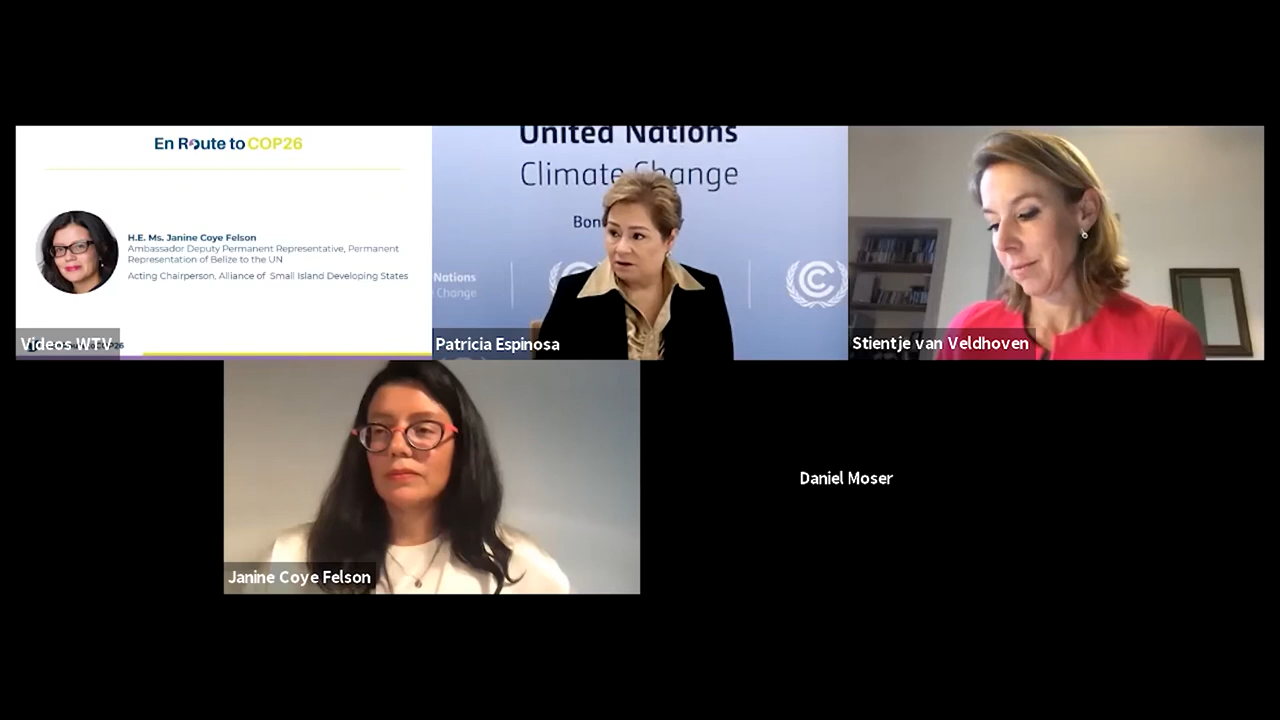 En Route to COP26
H.E. Ms. Janine Coye Felson
Ambassador Deputy Permanent Representative, Permanent
Representation of Belize to the UN
Acting Chairperson, Alliance of Small Island Developing States
Videos WTV
United Nations
Climate Change
Nations
Change
Patricia Espinosa
Stientje van Veldhoven
Janine Coye Felson
Daniel Moser